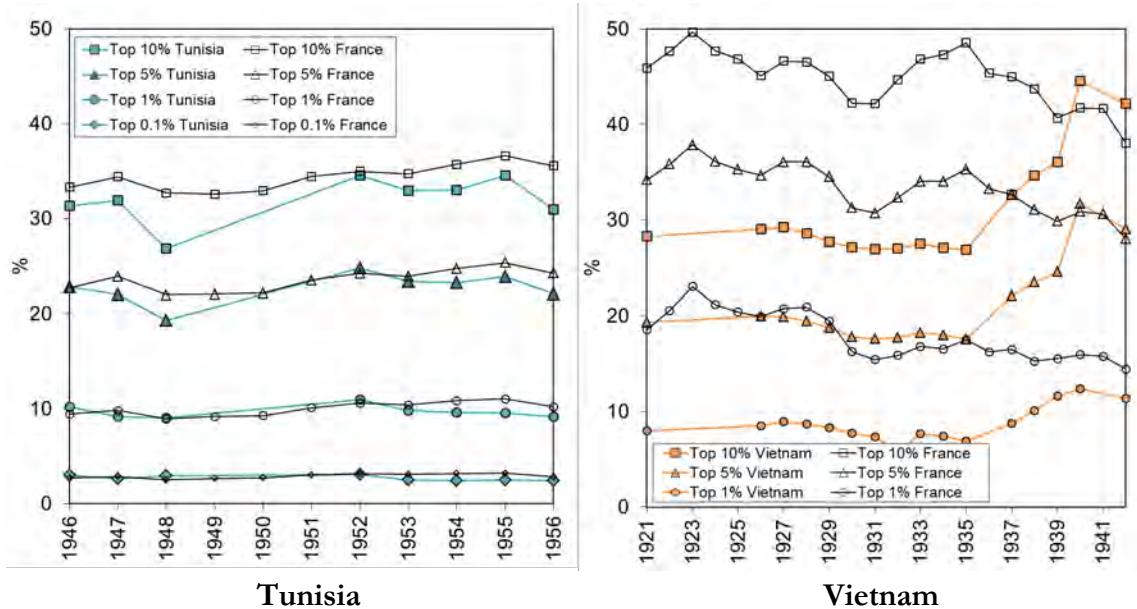 50
40
30
20
10
0
%
Top 10% Tunisia Top 10% France
Top 5% Tunisia Top 5% France
Top 1% Tunisia Top 1% France
Top 0.1% Tunisia Top 0.1% France
1946 1947 1948 1949 1950 1951 1952 1953 1954 1955 1956
Tunisia
50
40
30
20
10
0
%
Top 10% Vietnam Top 10% France
Top 5% Vietnam Top 5% France
Top 1% Vietnam Top 1% France
1921 1923 1925 1927 1929 1931 1933 1935 1937 1939 1941
Vietnam